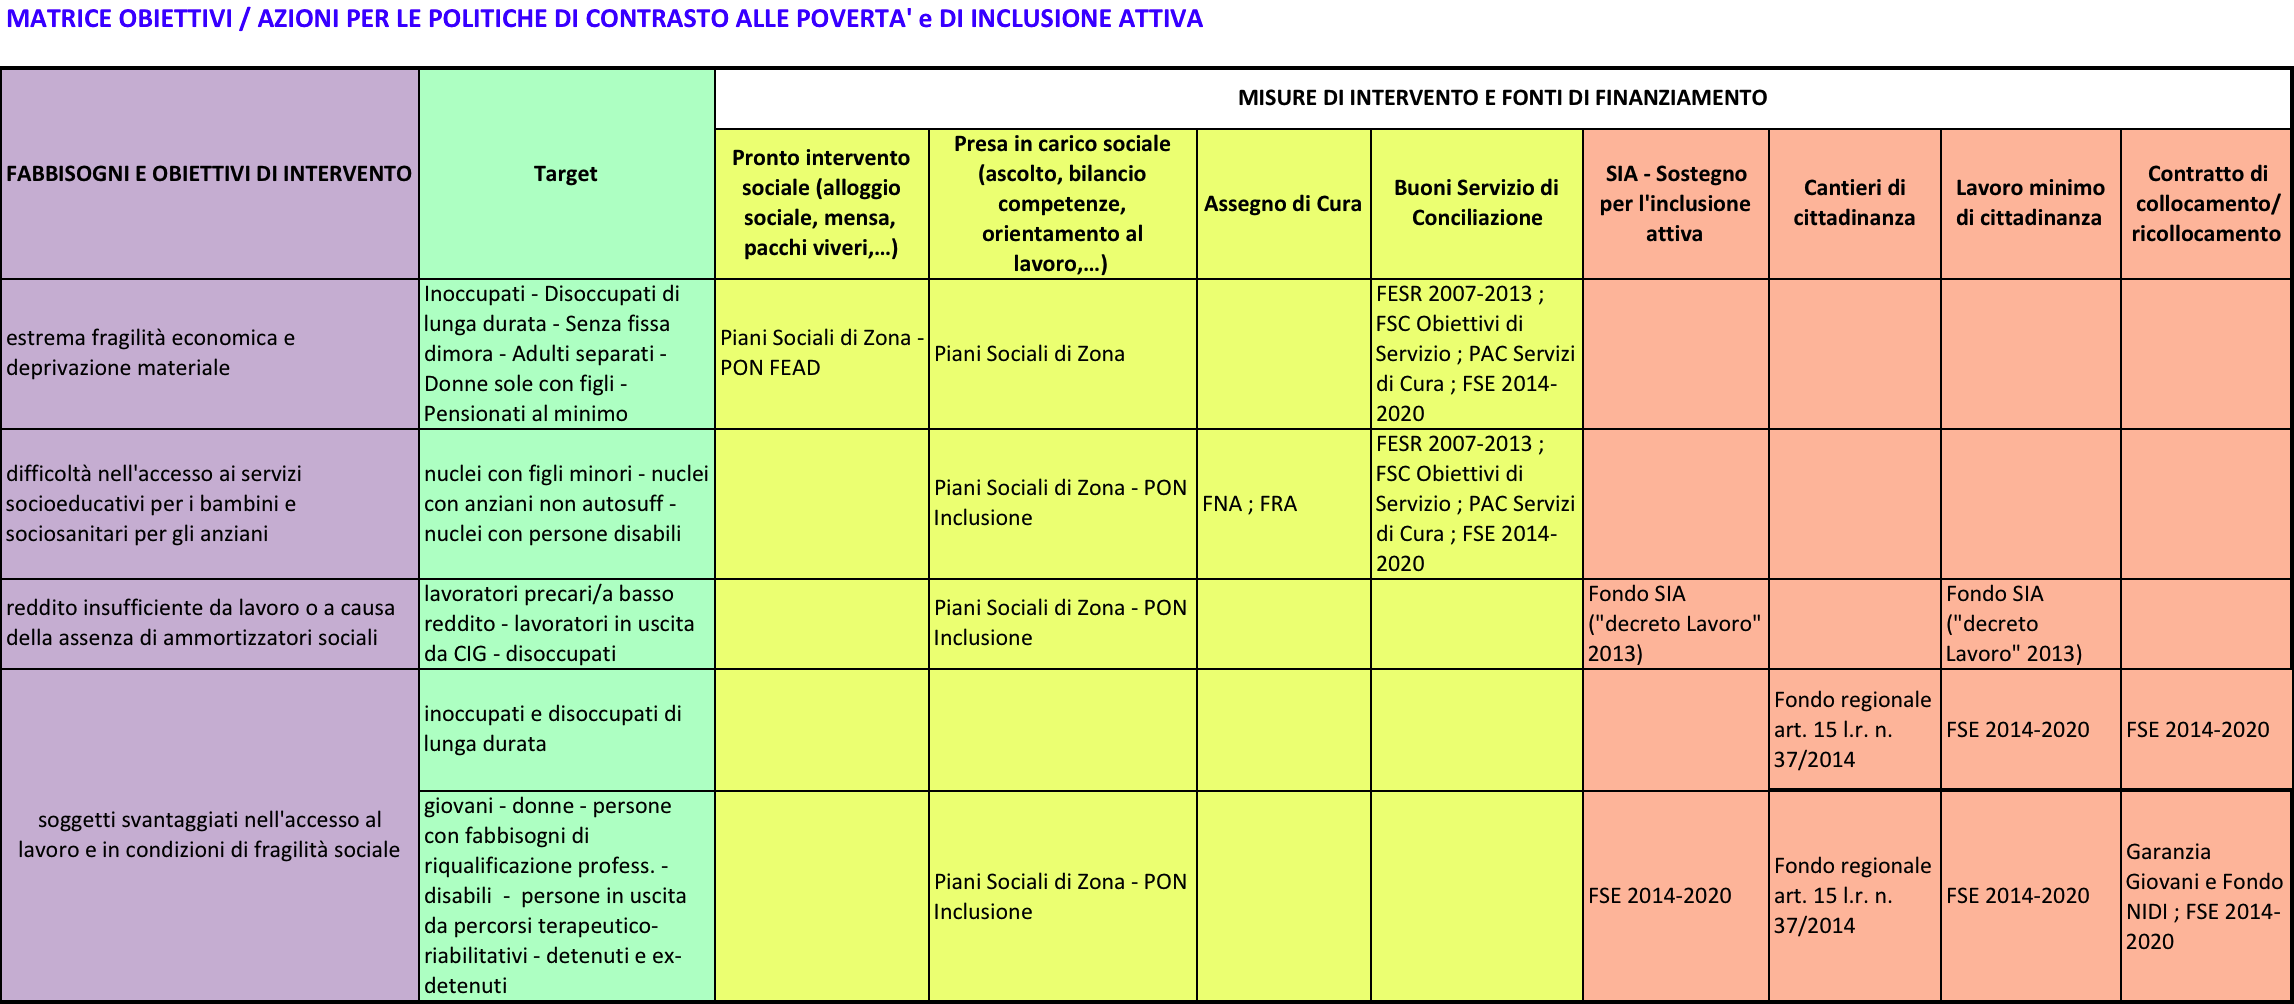 MATRICE OBIETTIVI / AZIONI PER LE POLITICHE DI CONTRASTO ALLE POVERTA' e DI INCLUSIONE ATTIVA
FABBISOGNI E OBIETTIVI DI INTERVENTO
Target
MISURE DI INTERVENTO E FONTI DI FINANZIAMENTO
Pronto intervento
sociale (alloggio
sociale, mensa,
pacchi viveri,...)
Presa in carico sociale
(ascolto, bilancio
competenze,
orientamento al
lavoro,...)
Assegno di Cura
Buoni Servizio di
Conciliazione
SIA - Sostegno
per l'inclusione
attiva
Cantieri di
cittadinanza
Lavoro minimo
di cittadinanza
Contratto di
collocamento/
ricollocamento
estrema fragilità economica e
deprivazione materiale
Inoccupati - Disoccupati di
lunga durata - Senza fissa
dimora - Adulti separati -
Donne sole con figli -
Pensionati al minimo
Piani Sociali di Zona -
PON FEAD
Piani Sociali di Zona
FESR 2007-2013 ;
FSC Obiettivi di
Servizio ; PAC Servizi
di Cura ; FSE 2014-
2020
difficoltà nell'accesso ai servizi
socioeducativi per i bambini e
sociosanitari per gli anziani
nuclei con figli minori - nuclei
con anziani non autosuff -
nuclei con persone disabili
Piani Sociali di Zona - PON
Inclusione
FNA ; FRA
FESR 2007-2013 ;
FSC Obiettivi di
Servizio ; PAC Servizi
di Cura ; FSE 2014-
2020
reddito insufficiente da lavoro o a causa
della assenza di ammortizzatori sociali
lavoratori precari/a basso
reddito - lavoratori in uscita
da CIG - disoccupati
Piani Sociali di Zona - PON
Inclusione
Fondo SIA
("decreto Lavoro"
2013)
Fondo SIA
("decreto
Lavoro" 2013)
soggetti svantaggiati nell'accesso al
lavoro e in condizioni di fragilità sociale
inoccupati e disoccupati di
lunga durata
Fondo regionale
art. 15 l.r. n.
37/2014
FSE 2014-2020
FSE 2014-2020
giovani - donne - persone
con fabbisogni di
riqualificazione profess. -
disabili  -  persone in uscita
da percorsi terapeutico-
riabilitativi - detenuti e ex-
detenuti
Piani Sociali di Zona - PON
Inclusione
FSE 2014-2020
Fondo regionale
art. 15 l.r. n.
37/2014
FSE 2014-2020
Garanzia
Giovani e Fondo
NIDI ; FSE 2014-
2020